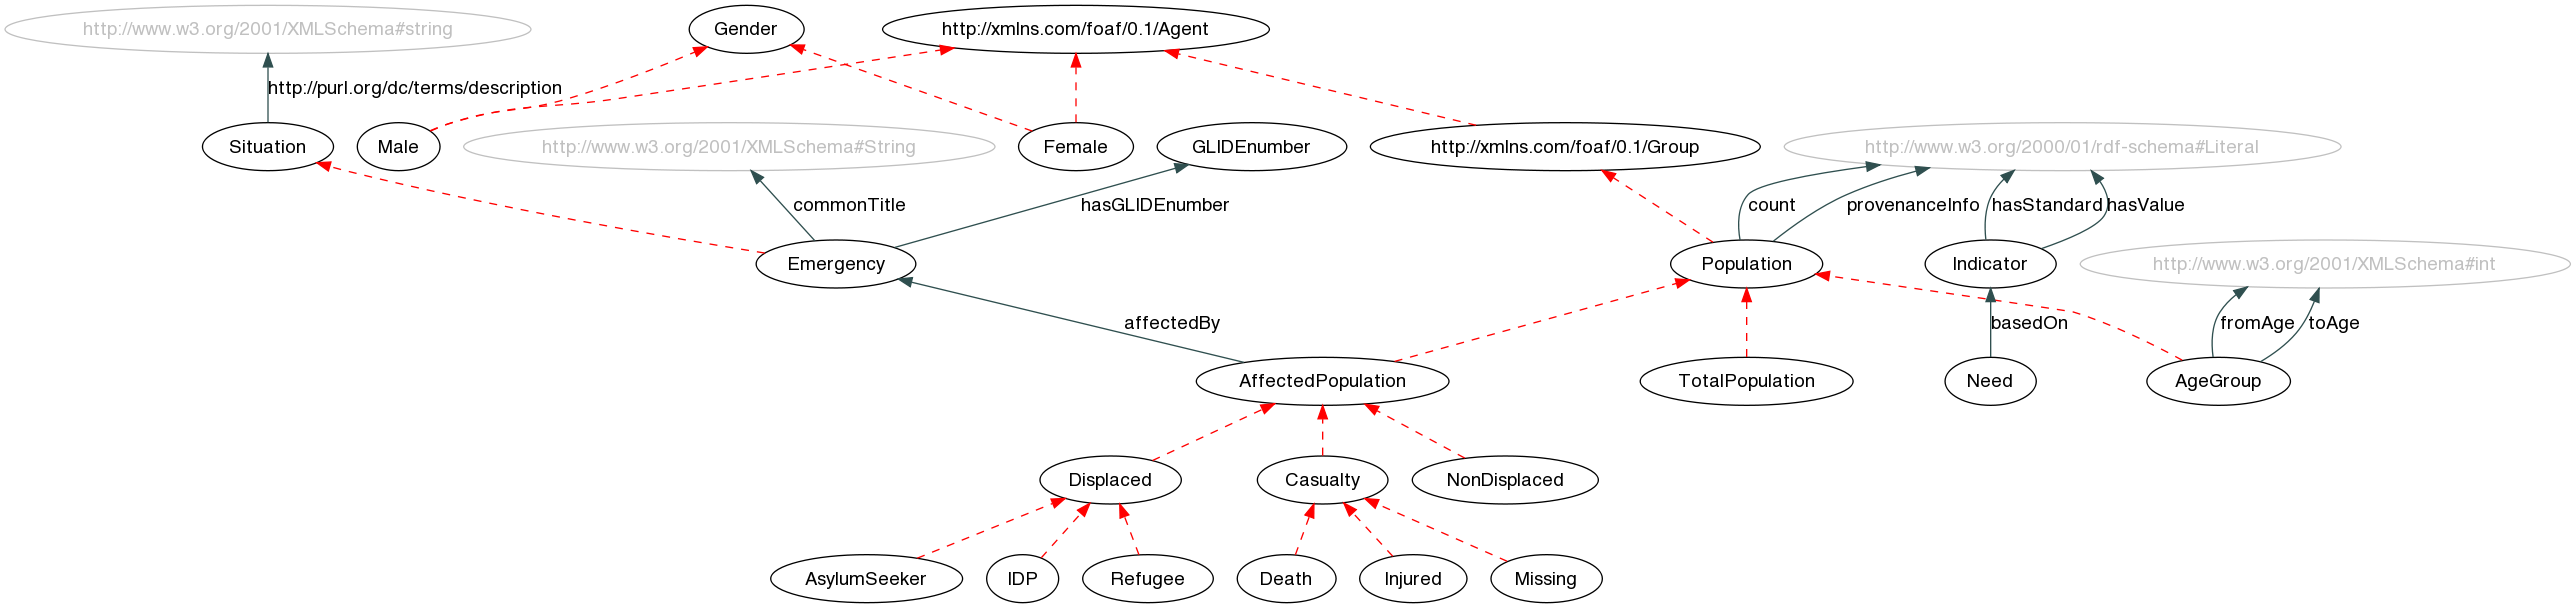 http://www.w3.org/2001/XMLSchema#string
Gender
http://xmlns.com/foaf/0.1/Agent
http://purl.org/dc/terms/description
Situation
Male
http://www.w3.org/2001/XMLSchema#String
Female
GLIDEnumber
http://xmlns.com/foaf/0.1/Group
http://www.w3.org/2000/01/rdf-schema#Literal
commonTitle
hasGLIDEnumber
count
provenanceInfo
hasStandard
hasValue
Emergency
Population
Indicator
http://www.w3.org/2001/XMLSchema#int
affectedBy
basedOn
fromAge
toAge
AffectedPopulation
TotalPopulation
Need
AgeGroup
Displaced
Casualty
NonDisplaced
AsylumSeeker
IDP
Refugee
Death
Injured
Missing